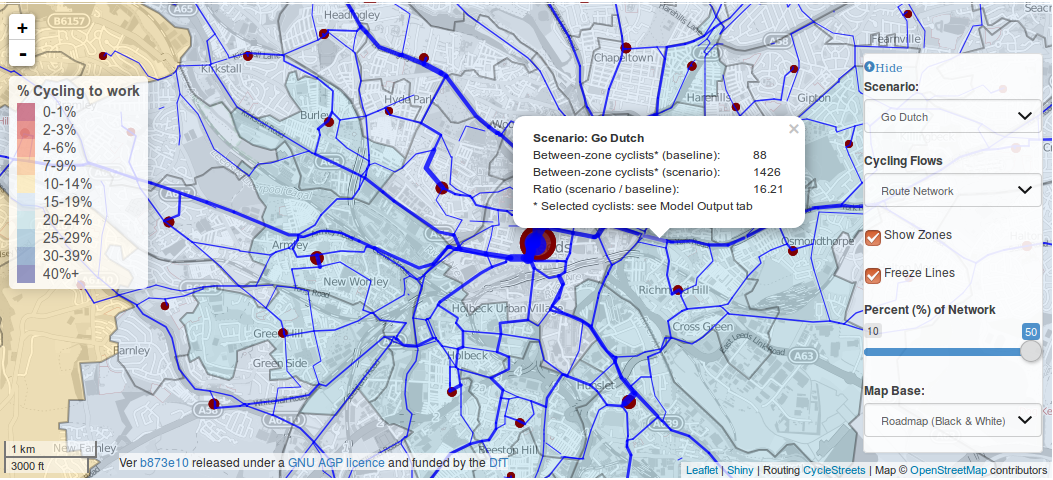 +
-
A65
B6157
Headingley
Kirkstall
Chapeltown
Fearnville
Hyde Park
Harehills
Gipton
Burley
% Cycling to work
0-1%
2-3%
4-6%
7-9%
10-14%
15-19%
20-24%
25-29%
30-39%
40%+
×
Scenario: Go Dutch
Between-zone cyclists* (baseline): 88
Between-zone cyclists* (scenario): 1426
Ratio (scenario / baseline): 16.21
* Selected cyclists: see Model Output tab
Hide
Scenario:
Go Dutch
Cycling Flows
Route Network
Show Zones
Freeze Lines
Percent (%) of Network
10
50
Map Base:
Roadmap (Black & White)
Armley
Osmondthorpe
New Wortley
Richmond Hill
Holbeck Urban Village
Cross Green
Farnley
Green Side
Holbeck
A63
Hunslet
Beeston Hill
New Farnley
1 km
3000 ft
Ver b873e10 released under a GNU AGP licence and funded by the DfT
Leaflet | Shiny | Routing CycleStreets | Map © OpenStreetMap contributors